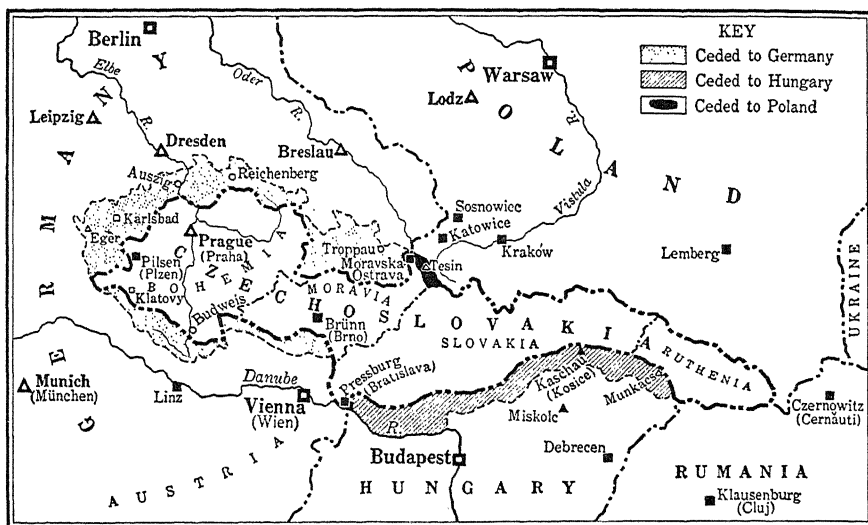 KEY
Ceded to Germany
Ceded to Hungary
Ceded to Poland
Berlin
Elbe
R.
Oder
R.
Warsaw
Lodz
POLAND
R.
Vistula
Leipzig
Dresden
Breslau
GERMANY
Auszig
Reichenberg
Karlsbad
Eger
Prague
(Praha)
Pilsen
(Plzen)
Klatovy
BOHEMIA
Budweis
Troppau
Moravska
Ostrava
Tesin
Sosnowice
Katowice
Kraków
Lemberg
UKRAINE
CZECHOSLOVAKIA
MORAVIA
Brünn
(Brno)
SLOVAKIA
RUTHENIA
Kaschau
(Kosice)
Munkacse
Pressburg
(Bratislava)
Munich
(München)
Linz
Danube
R.
Vienna
(Wien)
Miskolc
Debrecen
Budapest
Czernowitz
(Cernăuti)
AUSTRIA
HUNGARY
RUMANIA
Klausenburg
(Cluj)